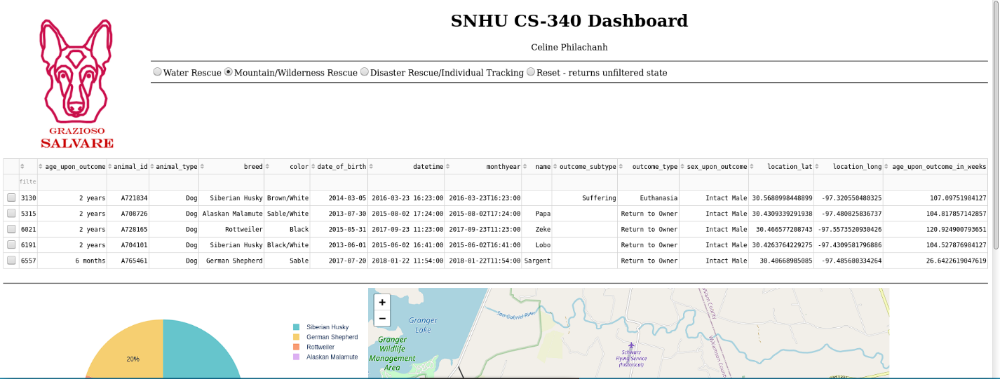 SNHU CS-340 Dashboard
Celine Philachanh
Water Rescue Mountain/Wilderness Rescue Disaster Rescue/Individual Tracking Reset - returns unfiltered state
GRAZIOSO
SALVARE
age_upon_outcome animal_id animal_type breed color date_of_birth datetime monthyear name outcome_subtype outcome_type sex_upon_outcome location_lat location_long age_upon_outcome_in_weeks
filte
3130 2 years A721834 Dog Siberian Husky Brown/White 2014-03-05 2016-03-23 16:23:00 2016-03-23T16:23:00 Suffering Euthanasia Intact Male 30.5680998448899 -97.320550480325 107.09751984127
5315 2 years A708726 Dog Alaskan Malamute Sable/White 2013-07-30 2015-08-02 17:24:00 2015-08-02T17:24:00 Papa Return to Owner Intact Male 30.4309339291938 -97.480825836737 104.817857142857
6021 2 years A728165 Dog Rottweiler Black 2015-05-31 2017-09-23 11:23:00 2017-09-23T11:23:00 Zeke Return to Owner Intact Male 30.466577208743 -97.5573520930426 120.924900793651
6191 2 years A704101 Dog Siberian Husky Black/White 2013-06-01 2015-06-02 16:41:00 2015-06-02T16:41:00 Lobo Return to Owner Intact Male 30.4263764229275 -97.4309581796886 104.527876984127
6557 6 months A765461 Dog German Shepherd Sable 2017-07-20 2018-01-22 11:54:00 2018-01-22T11:54:00 Sargent Return to Owner Intact Male 30.40668985085 -97.485680334264 26.6422619047619
20%
Siberian Husky
German Shepherd
Rottweiler
Alaskan Malamute
+
−
Granger
Lake
Granger
Wildlife
Management
Area
San Gabriel River
Schwarz
Flying Service
(historical)
Milam County
Williamson County